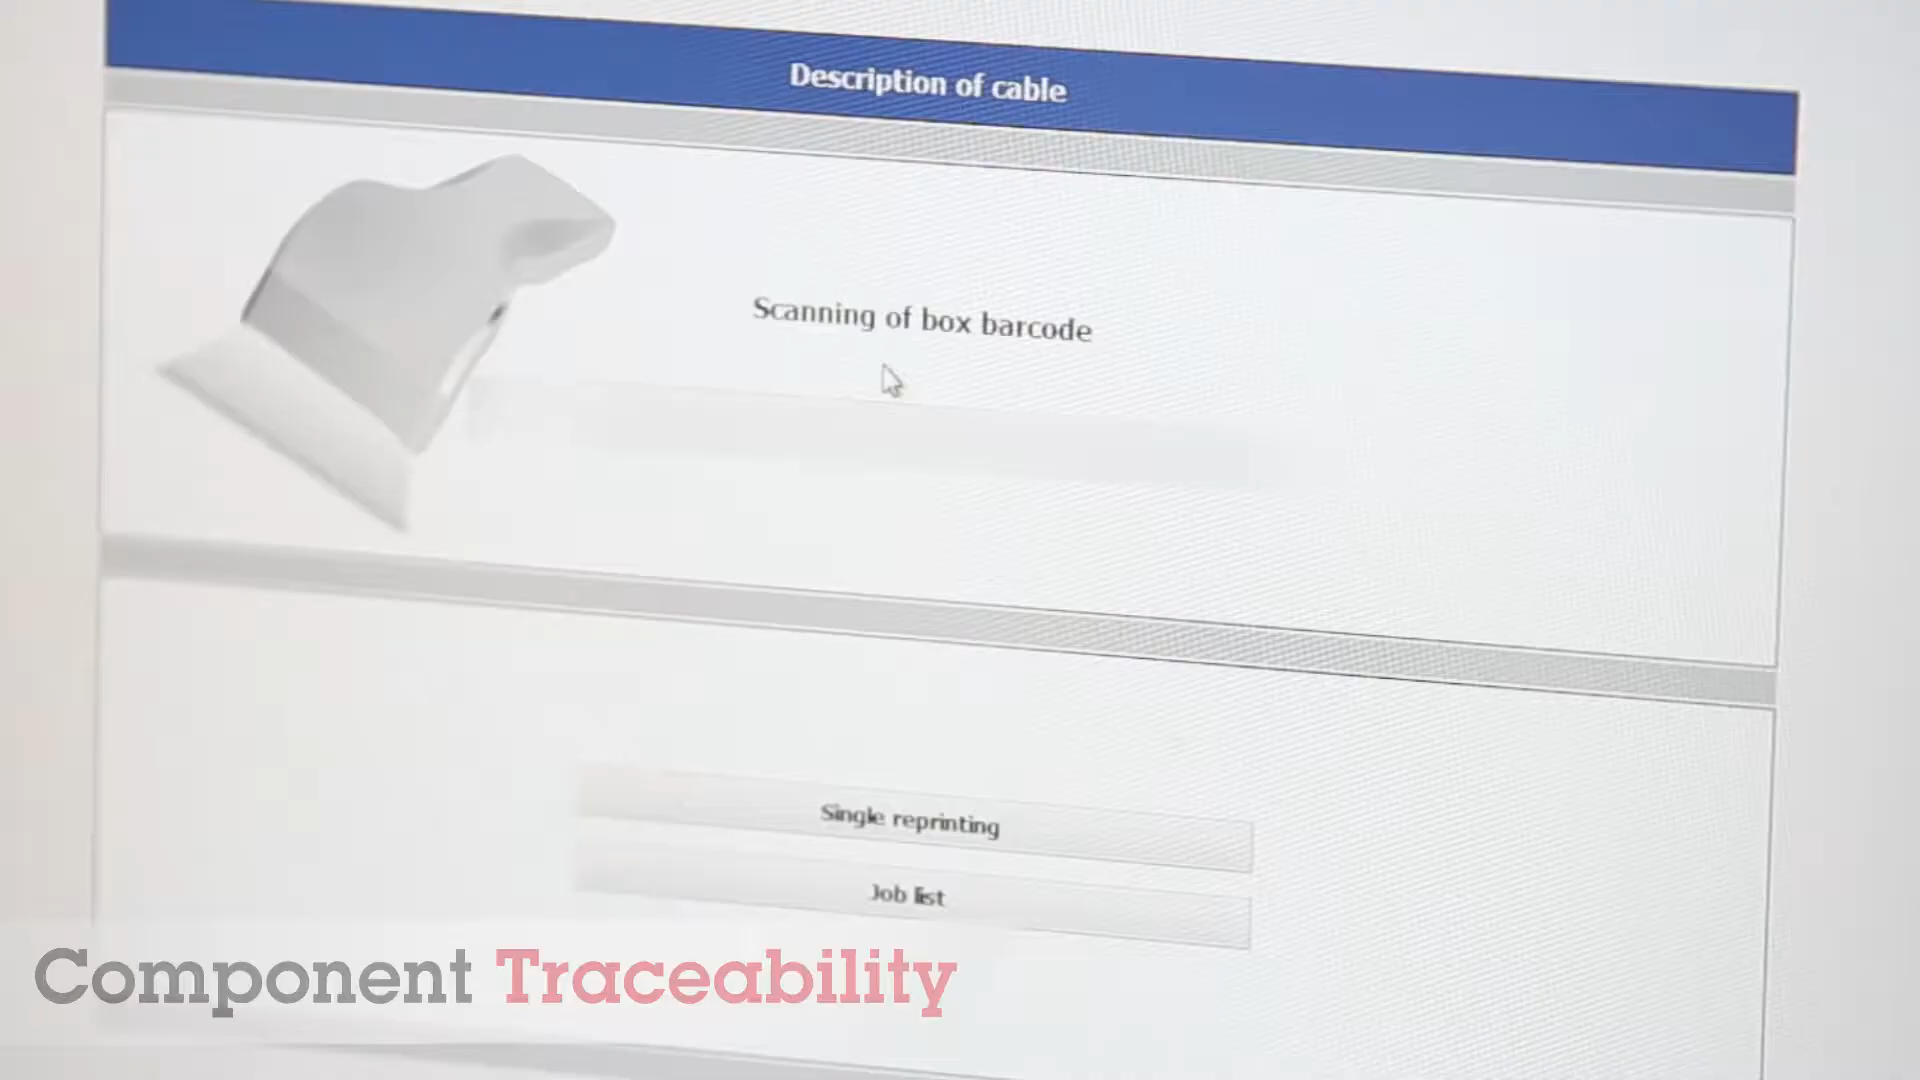 Description of cable
Scanning of box barcode
Single reprinting
Job list
Component Traceability